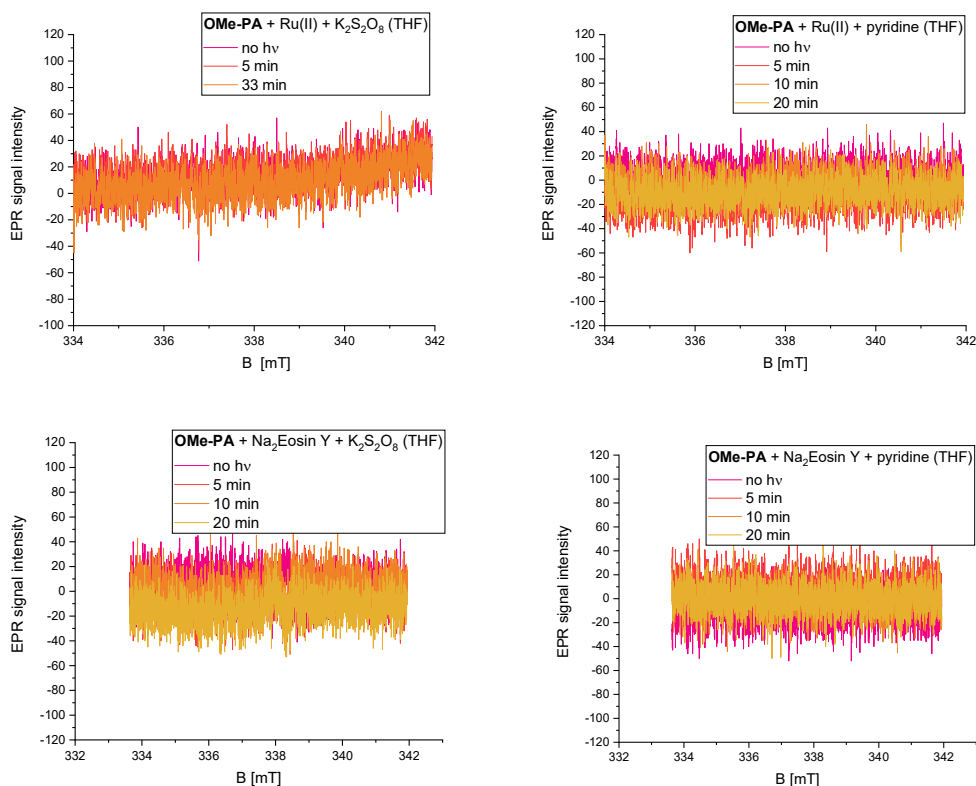 OMe-PA + Ru(II) + K2S2O8 (THF)
no hν
5 min
33 min
120
100
80
60
40
20
0
-20
-40
-60
-80
-100
334
336
338
340
342
EPR signal intensity
B [mT]
OMe-PA + Ru(II) + pyridine (THF)
no hν
5 min
10 min
20 min
120
100
80
60
40
20
0
-20
-40
-60
-80
-100
-120
334
336
338
340
342
EPR signal intensity
B [mT]
OMe-PA + Na2Eosin Y + K2S2O8 (THF)
no hν
5 min
10 min
20 min
120
100
80
60
40
20
0
-20
-40
-60
-80
-100
-120
332
334
336
338
340
342
EPR signal intensity
B [mT]
OMe-PA + Na2Eosin Y + pyridine (THF)
no hν
5 min
10 min
20 min
120
100
80
60
40
20
0
-20
-40
-60
-80
-100
-120
332
334
336
338
340
342
EPR signal intensity
B [mT]